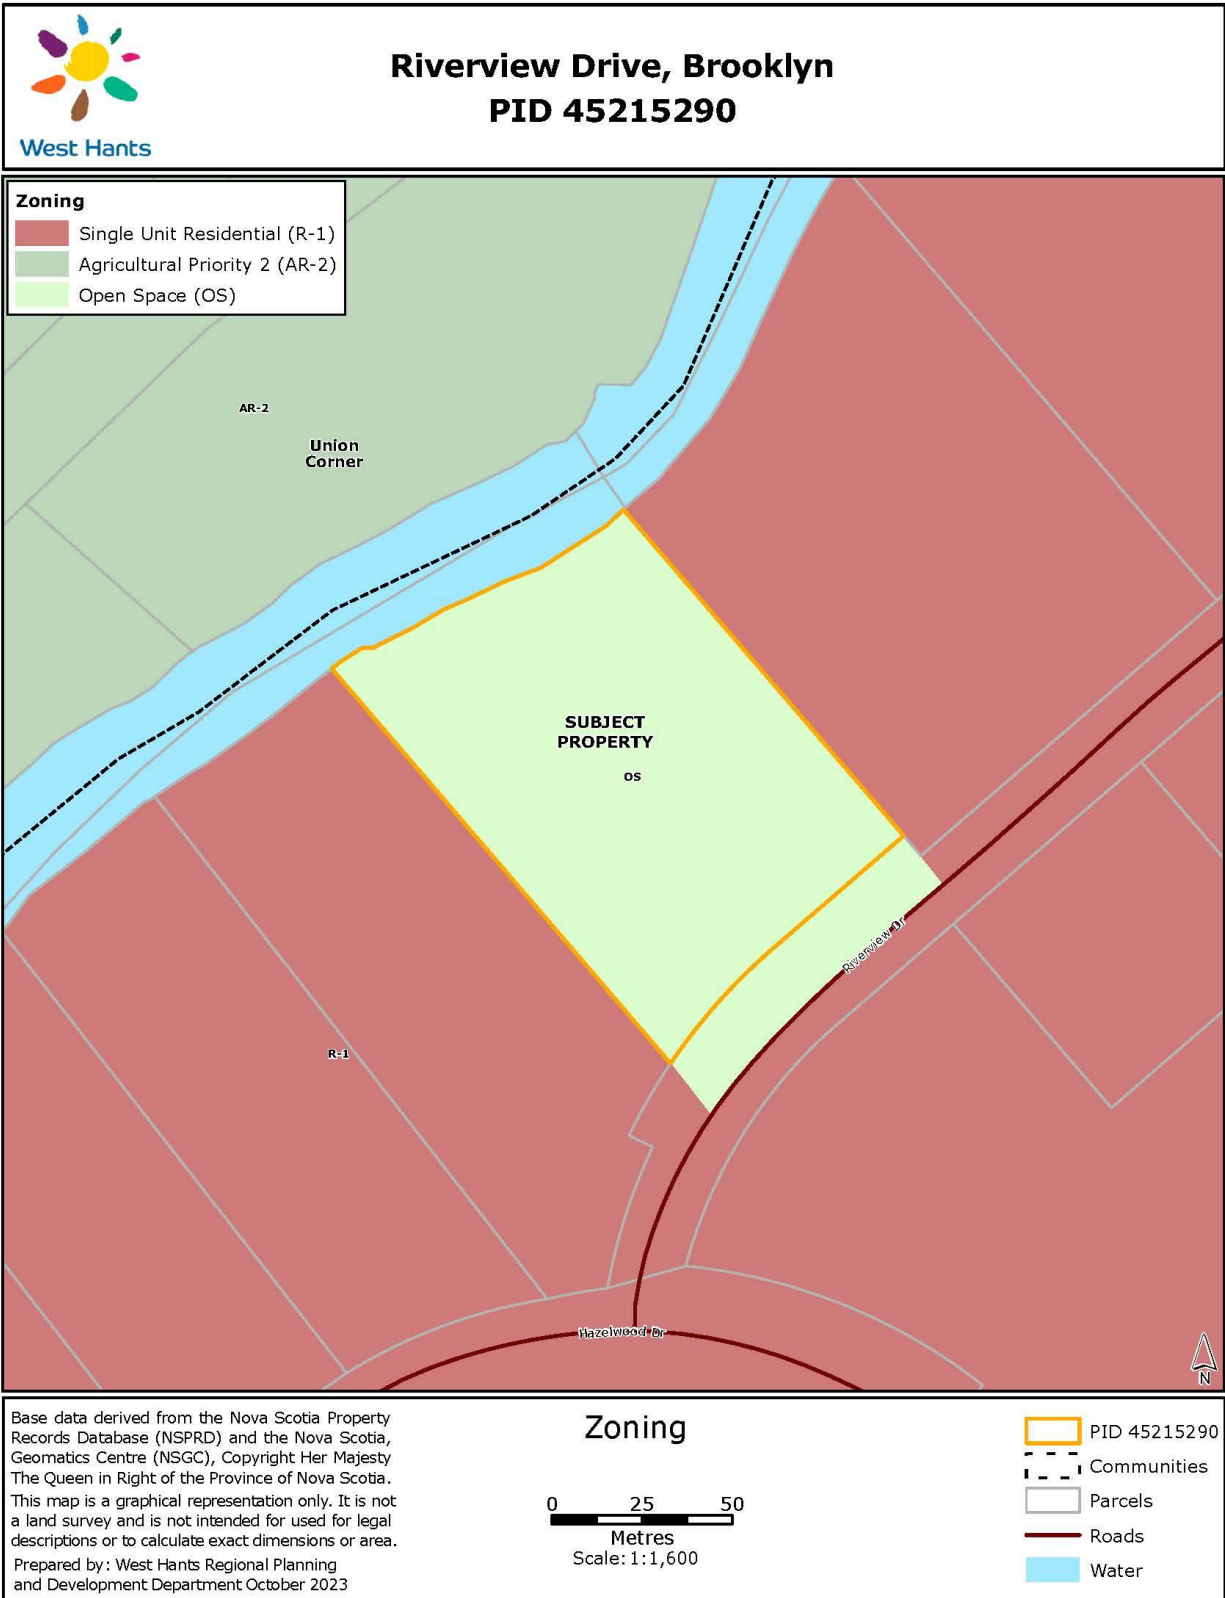 West Hants
Riverview Drive, Brooklyn
PID 45215290
Zoning
Single Unit Residential (R-1)
Agricultural Priority 2 (AR-2)
Open Space (OS)
AR-2
Union
Corner
SUBJECT
PROPERTY
OS
Riverview Dr
R-1
Hazelwood Dr
N
Base data derived from the Nova Scotia Property
Records Database (NSPRD) and the Nova Scotia,
Geomatics Centre (NSGC), Copyright Her Majesty
The Queen in Right of the Province of Nova Scotia.
This map is a graphical representation only. It is not
a land survey and is not intended for used for legal
descriptions or to calculate exact dimensions or area.
Prepared by: West Hants Regional Planning
and Development Department October 2023
Zoning
0 25 50
Metres
Scale: 1:1,600
PID 45215290
Communities
Parcels
Roads
Water